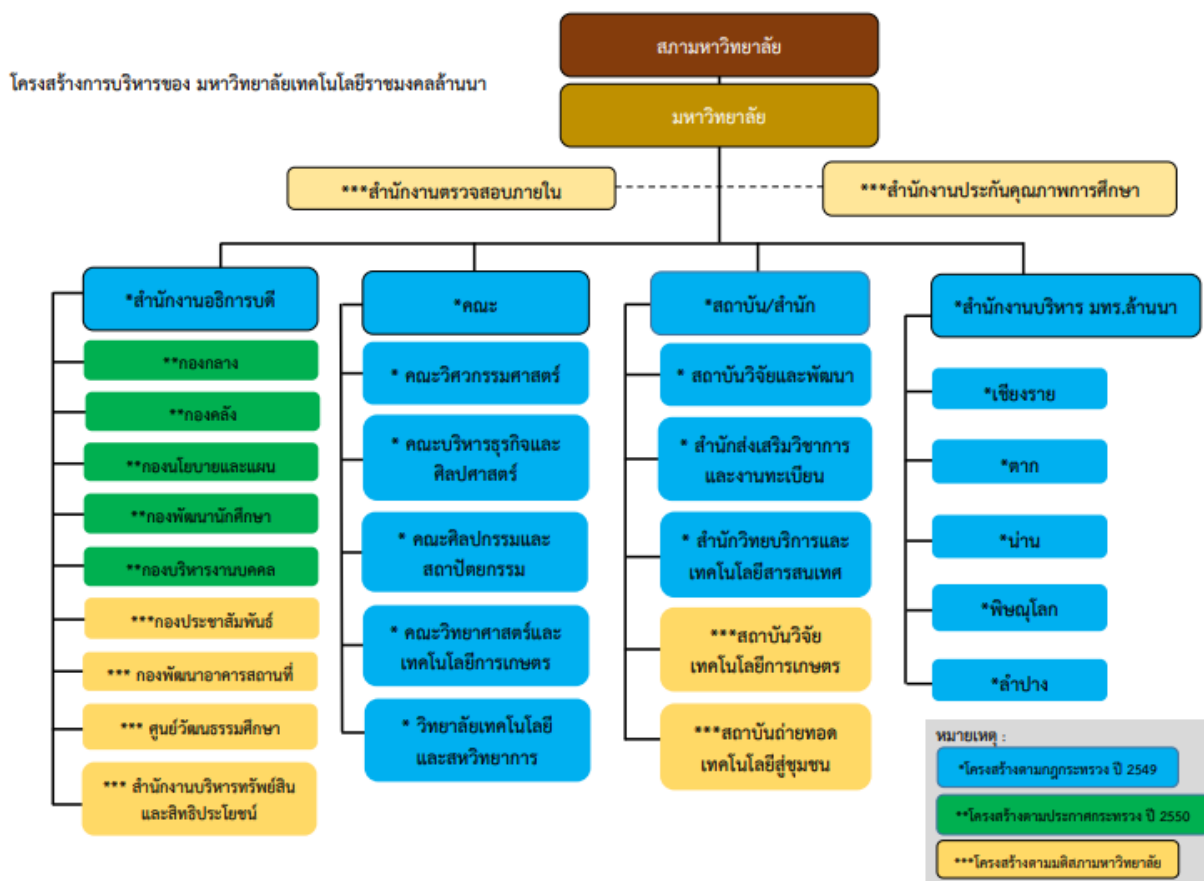 สภามหาวิทยาลัย
โครงสร้างการบริหารของ มหาวิทยาลัยเทคโนโลยีราชมงคลล้านนา
มหาวิทยาลัย
***สำนักงานตรวจสอบภายใน
***สำนักงานประกันคุณภาพการศึกษา
*สำนักงานอธิการบดี
**กองกลาง
**กองคลัง
**กองนโยบายและแผน
**กองพัฒนานักศึกษา
**กองบริหารงานบุคคล
***กองประชาสัมพันธ์
*** กองพัฒนาอาคารสถานที่
*** ศูนย์วัฒนธรรมศึกษา
*** สำนักงานบริหารทรัพย์สิน
และสิทธิประโยชน์
*คณะ
* คณะวิศวกรรมศาสตร์
* คณะบริหารธุรกิจและ
ศิลปศาสตร์
* คณะศิลปกรรมและ
สถาปัตยกรรม
* คณะวิทยาศาสตร์และ
เทคโนโลยีการเกษตร
* วิทยาลัยเทคโนโลยี
และสหวิทยาการ
*สถาบัน/สำนัก
* สถาบันวิจัยและพัฒนา
* สำนักส่งเสริมวิชาการ
และงานทะเบียน
* สำนักวิทยบริการและ
เทคโนโลยีสารสนเทศ
***สถาบันวิจัย
เทคโนโลยีการเกษตร
***สถาบันถ่ายทอด
เทคโนโลยีสู่ชุมชน
*สำนักงานบริหาร มทร.ล้านนา
*เชียงราย
*ตาก
*น่าน
*พิษณุโลก
*ลำปาง
หมายเหตุ :
*โครงสร้างตามกฎกระทรวง ปี 2549
**โครงสร้างตามประกาศกระทรวง ปี 2550
***โครงสร้างตามมติสภามหาวิทยาลัย